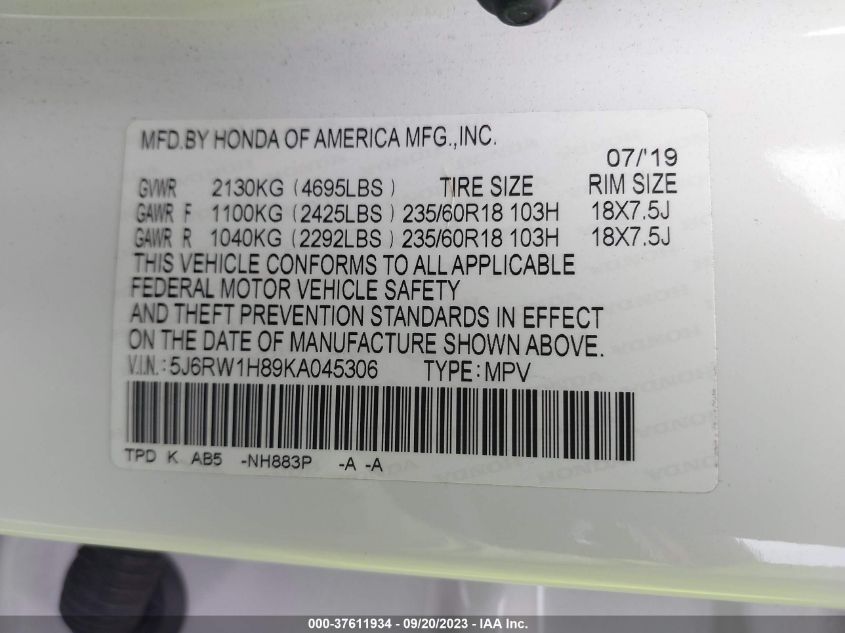 MFD.BY HONDA OF AMERICA MFG.,INC.
07/'19
GVWR 2130KG (4695LBS) TIRE SIZE RIM SIZE
GAWR F 1100KG (2425LBS) 235/60R18 103H 18X7.5J
GAWR R 1040KG (2292LBS) 235/60R18 103H 18X7.5J
THIS VEHICLE CONFORMS TO ALL APPLICABLE
FEDERAL MOTOR VEHICLE SAFETY
AND THEFT PREVENTION STANDARDS IN EFFECT
ON THE DATE OF MANUFACTURE SHOWN ABOVE.
V.I.N.:5J6RW1H89KA045306 TYPE:MPV
TPD K AB5 -NH883P -A -A
000-37611934 - 09/20/2023 - IAA Inc.